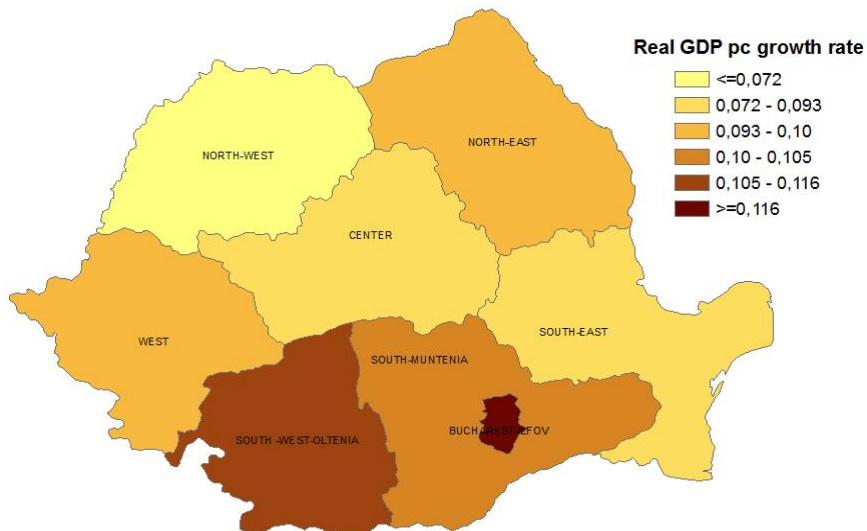 Real GDP pc growth rate
<=0,072
0,072 - 0,093
0,093 - 0,10
0,10 - 0,105
0,105 - 0,116
>=0,116
NORTH-WEST
NORTH-EAST
CENTER
WEST
SOUTH-EAST
SOUTH-MUNTENIA
SOUTH -WEST-OLTENIA
BUCHAREST-ILFOV